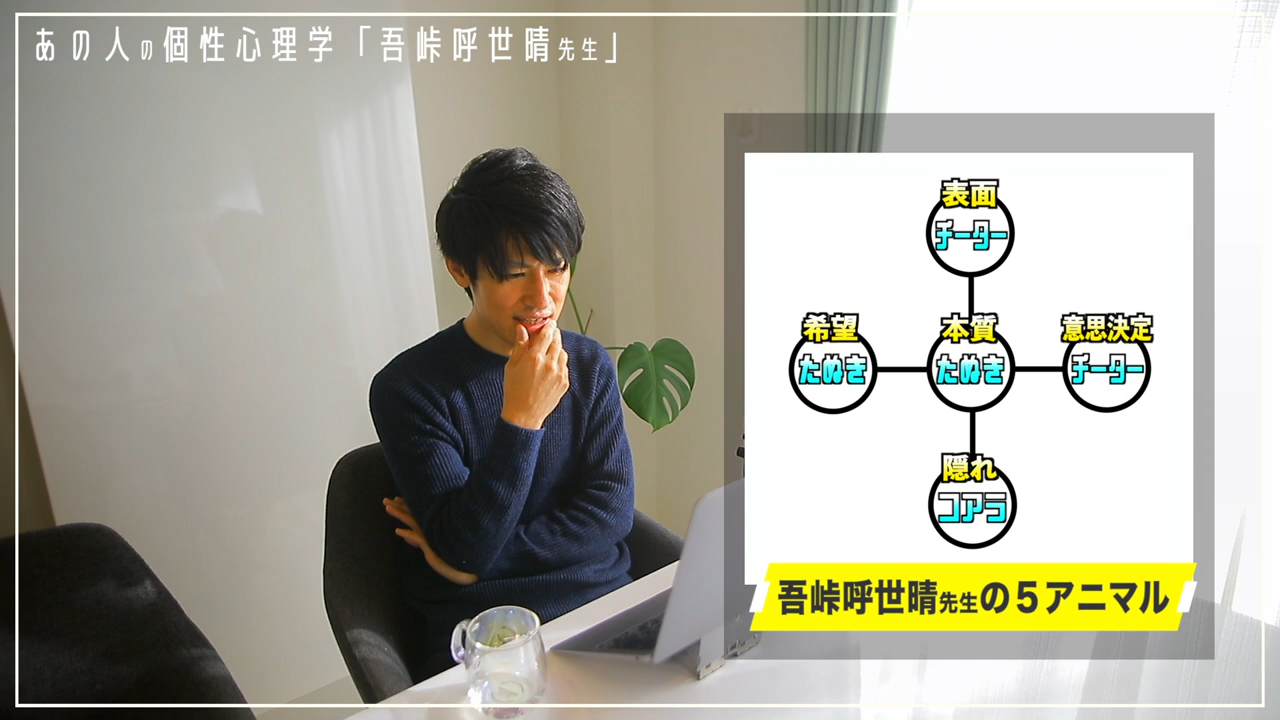 あの人の個性心理学「吾峠呼世晴先生」
表面
チーター
希望
たぬき
本質
たぬき
意思決定
チーター
隠れ
コアラ
吾峠呼世晴先生の5アニマル